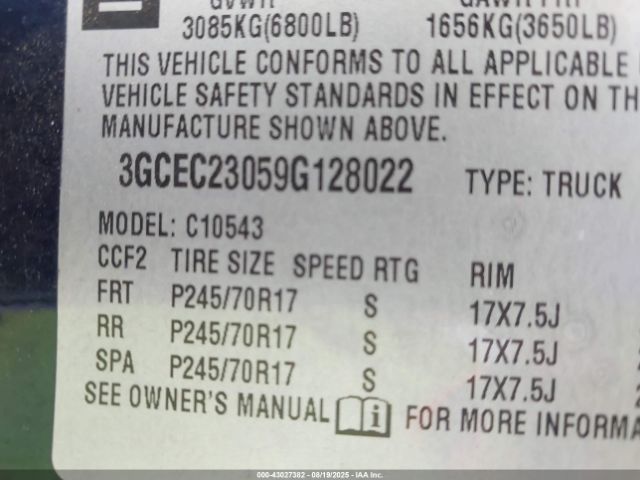 GVWR GAWR FRT
3085KG(6800LB) 1656KG(3650LB)
THIS VEHICLE CONFORMS TO ALL APPLICABLE
VEHICLE SAFETY STANDARDS IN EFFECT ON TH
MANUFACTURE SHOWN ABOVE.
3GCEC23059G128022 TYPE: TRUCK
MODEL: C10543
CCF2 TIRE SIZE SPEED RTG RIM
FRT P245/70R17 S 17X7.5J
RR P245/70R17 S 17X7.5J
SPA P245/70R17 S 17X7.5J
SEE OWNER'S MANUAL i FOR MORE INFORMA
000-43027382 - 08/19/2025 - IAA Inc.